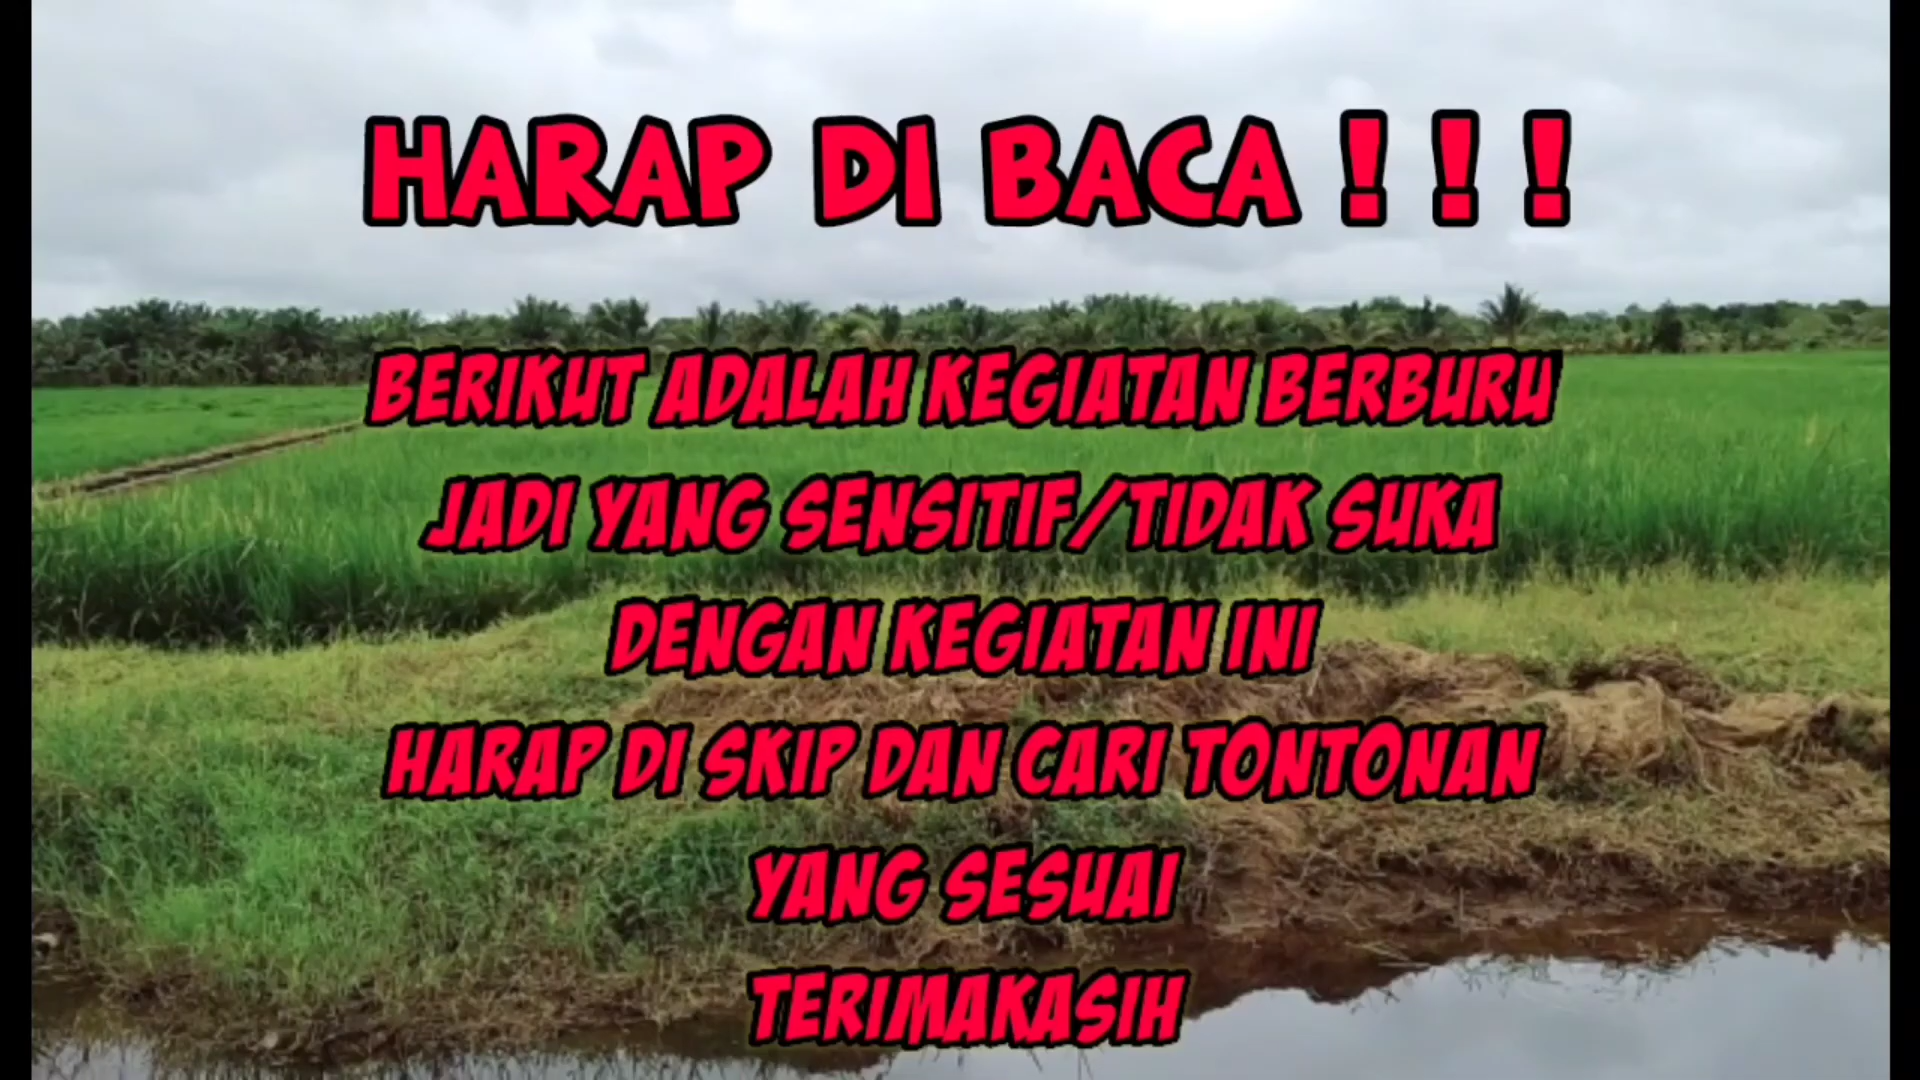 HARAP DI BACA ! ! !
BERIKUT ADALAH KEGIATAN BERBURU
JADI YANG SENSITIF/TIDAK SUKA
DENGAN KEGIATAN INI
HARAP DI SKIP DAN CARI TONTONAN
YANG SESUAI
TERIMAKASIH